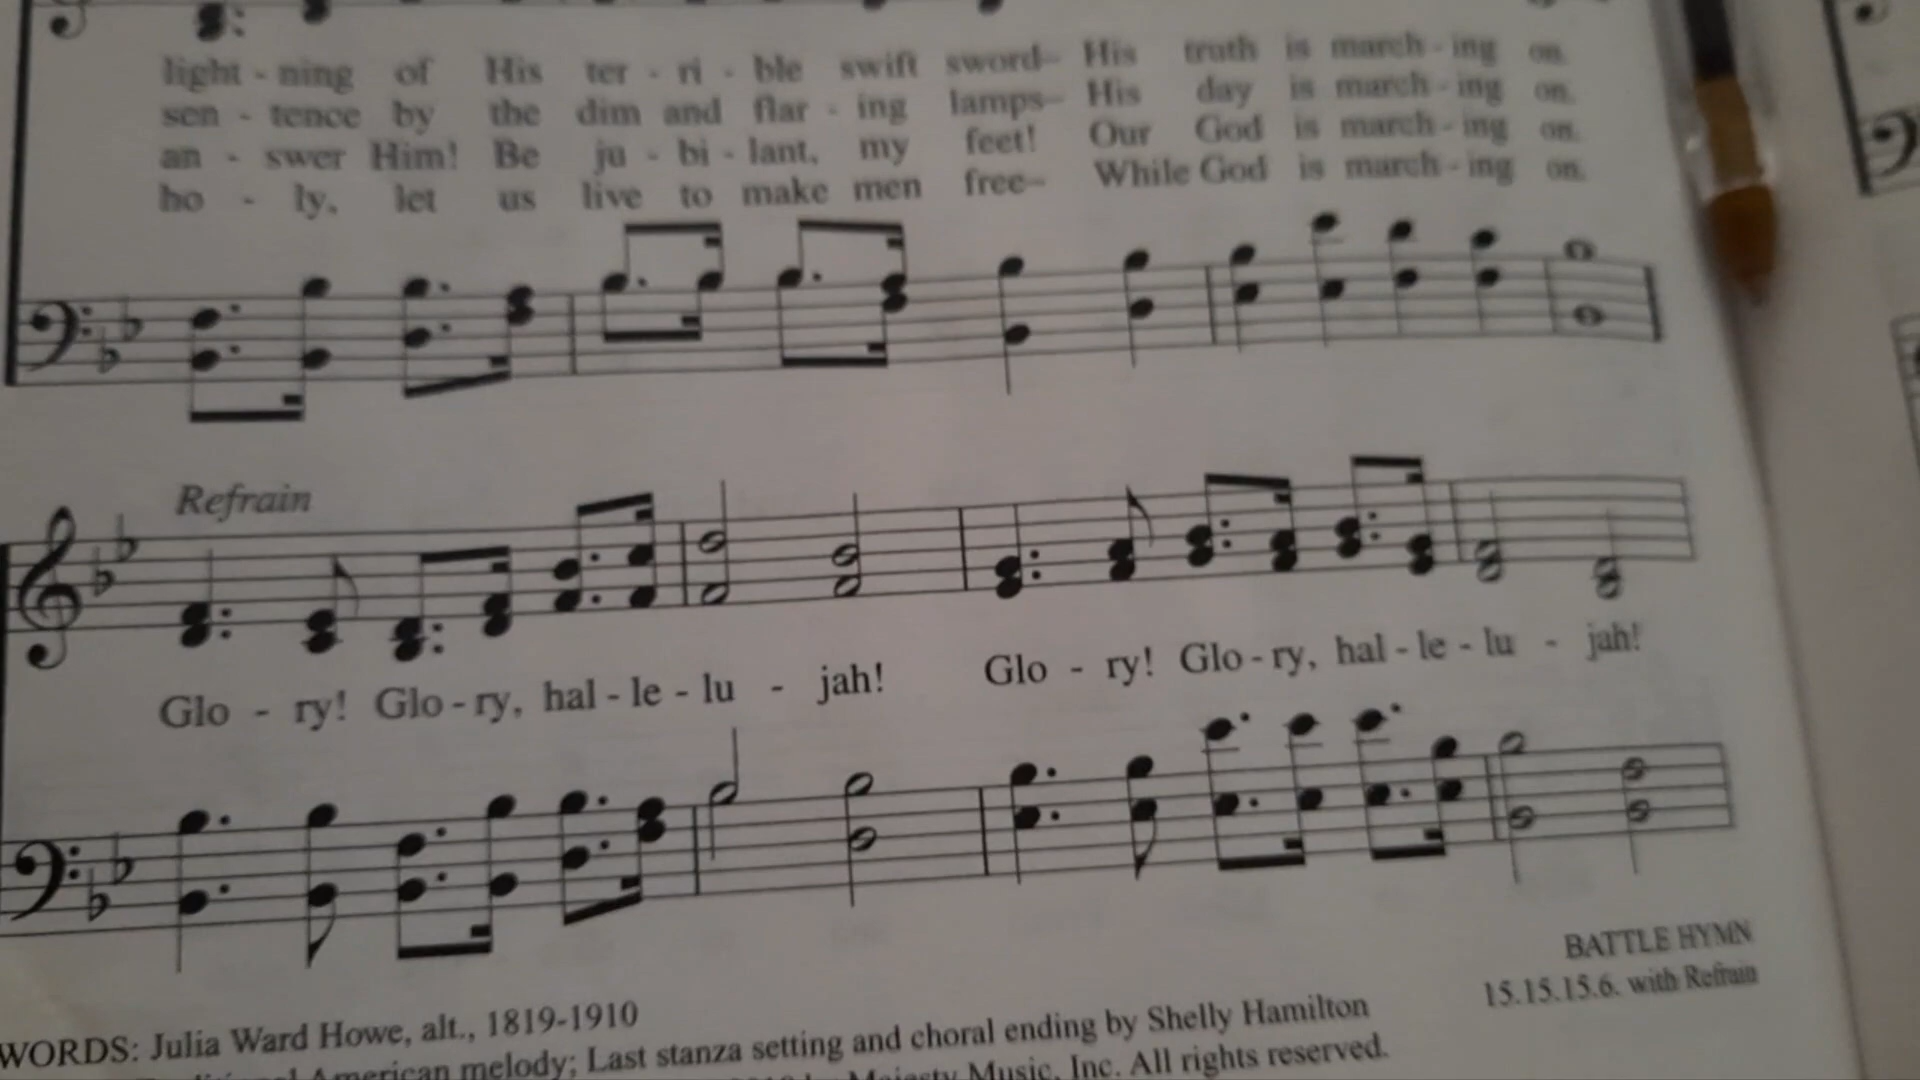 light - ning of His ter - ri - ble swift sword– His truth is march - ing on.
sen - tence by the dim and flar - ing lamps– His day is march - ing on.
an - swer Him! Be ju - bi - lant, my feet! Our God is march - ing on.
ho - ly, let us live to make men free– While God is march - ing on.
Refrain
Glo - ry! Glo - ry, hal - le - lu - jah! Glo - ry! Glo - ry, hal - le - lu - jah!
BATTLE HYMN
15.15.15.6. with Refrain
WORDS: Julia Ward Howe, alt., 1819-1910
American melody; Last stanza setting and choral ending by Shelly Hamilton
Majesty Music, Inc. All rights reserved.